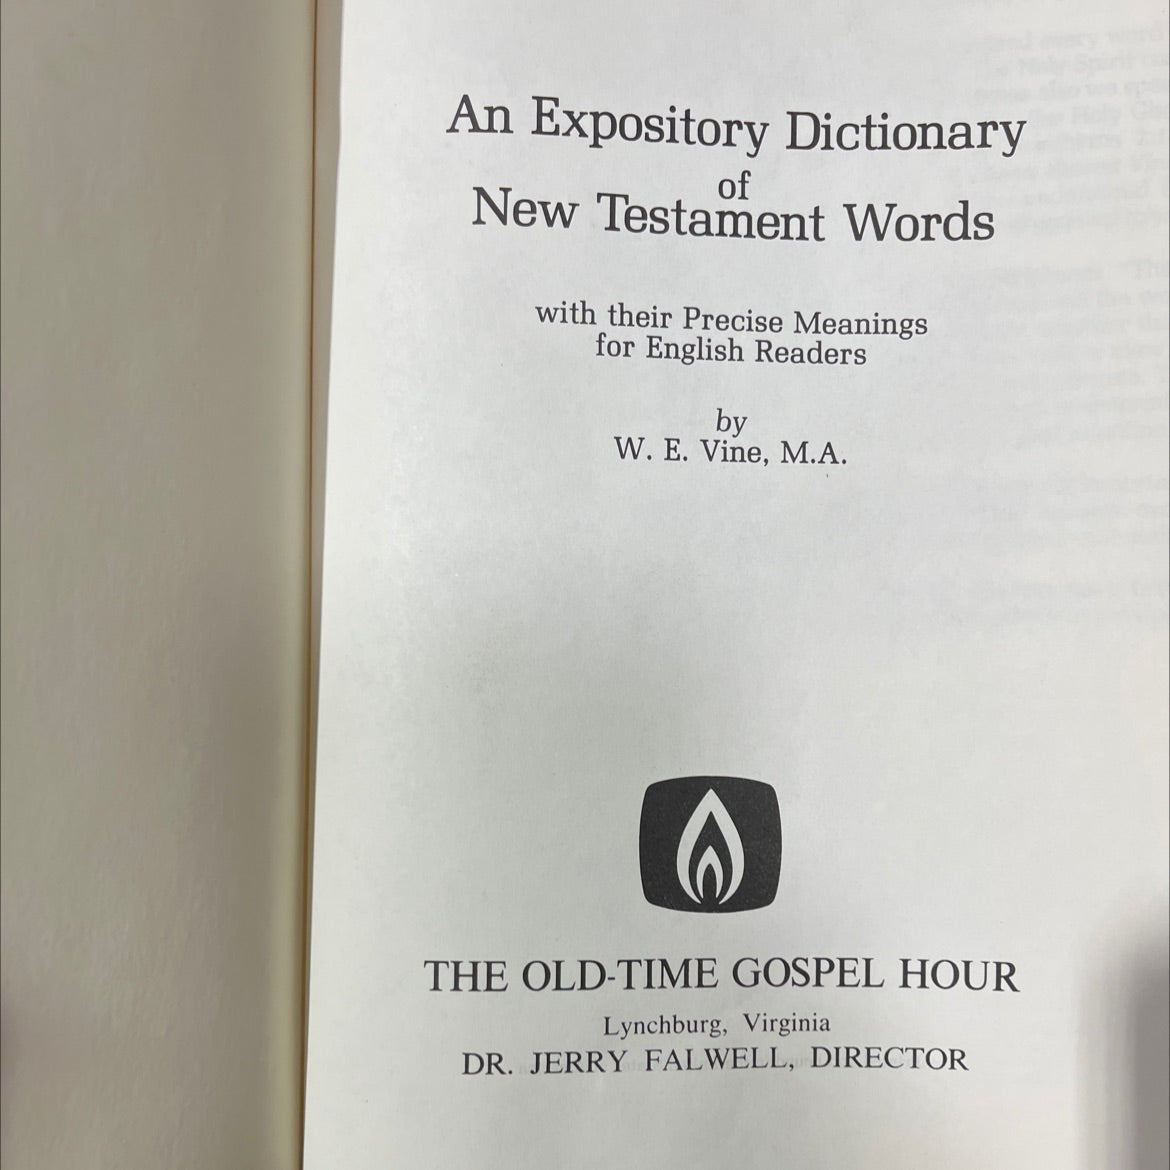 An Expository Dictionary
of
New Testament Words
with their Precise Meanings
for English Readers
by
W. E. Vine, M.A.
THE OLD-TIME GOSPEL HOUR
Lynchburg, Virginia
DR. JERRY FALWELL, DIRECTOR